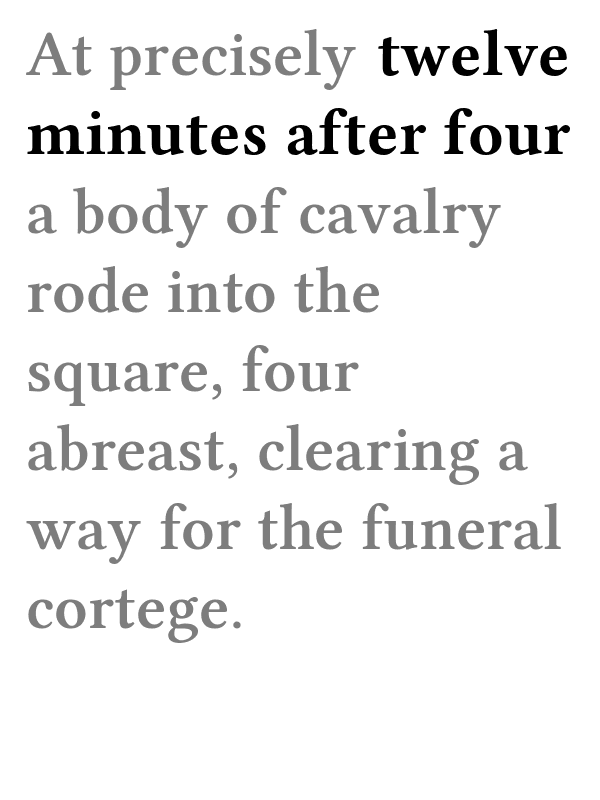 At precisely twelve
minutes after four
a body of cavalry
rode into the
square, four
abreast, clearing a
way for the funeral
cortege.